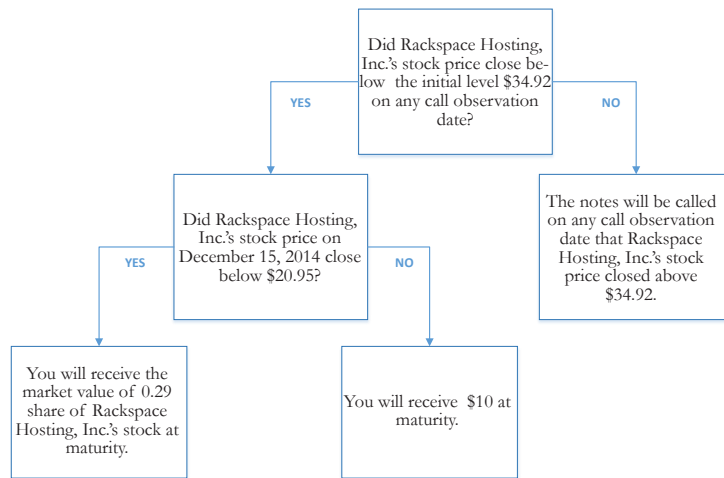 Did Rackspace Hosting,
Inc.'s stock price close be-
low the initial level $34.92
on any call observation
date?
YES
NO
Did Rackspace Hosting,
Inc.'s stock price on
December 15, 2014 close
below $20.95?
The notes will be called
on any call observation
date that Rackspace
Hosting, Inc.'s stock
price closed above
$34.92.
YES
NO
You will receive the
market value of 0.29
share of Rackspace
Hosting, Inc.'s stock at
maturity.
You will receive $10 at
maturity.